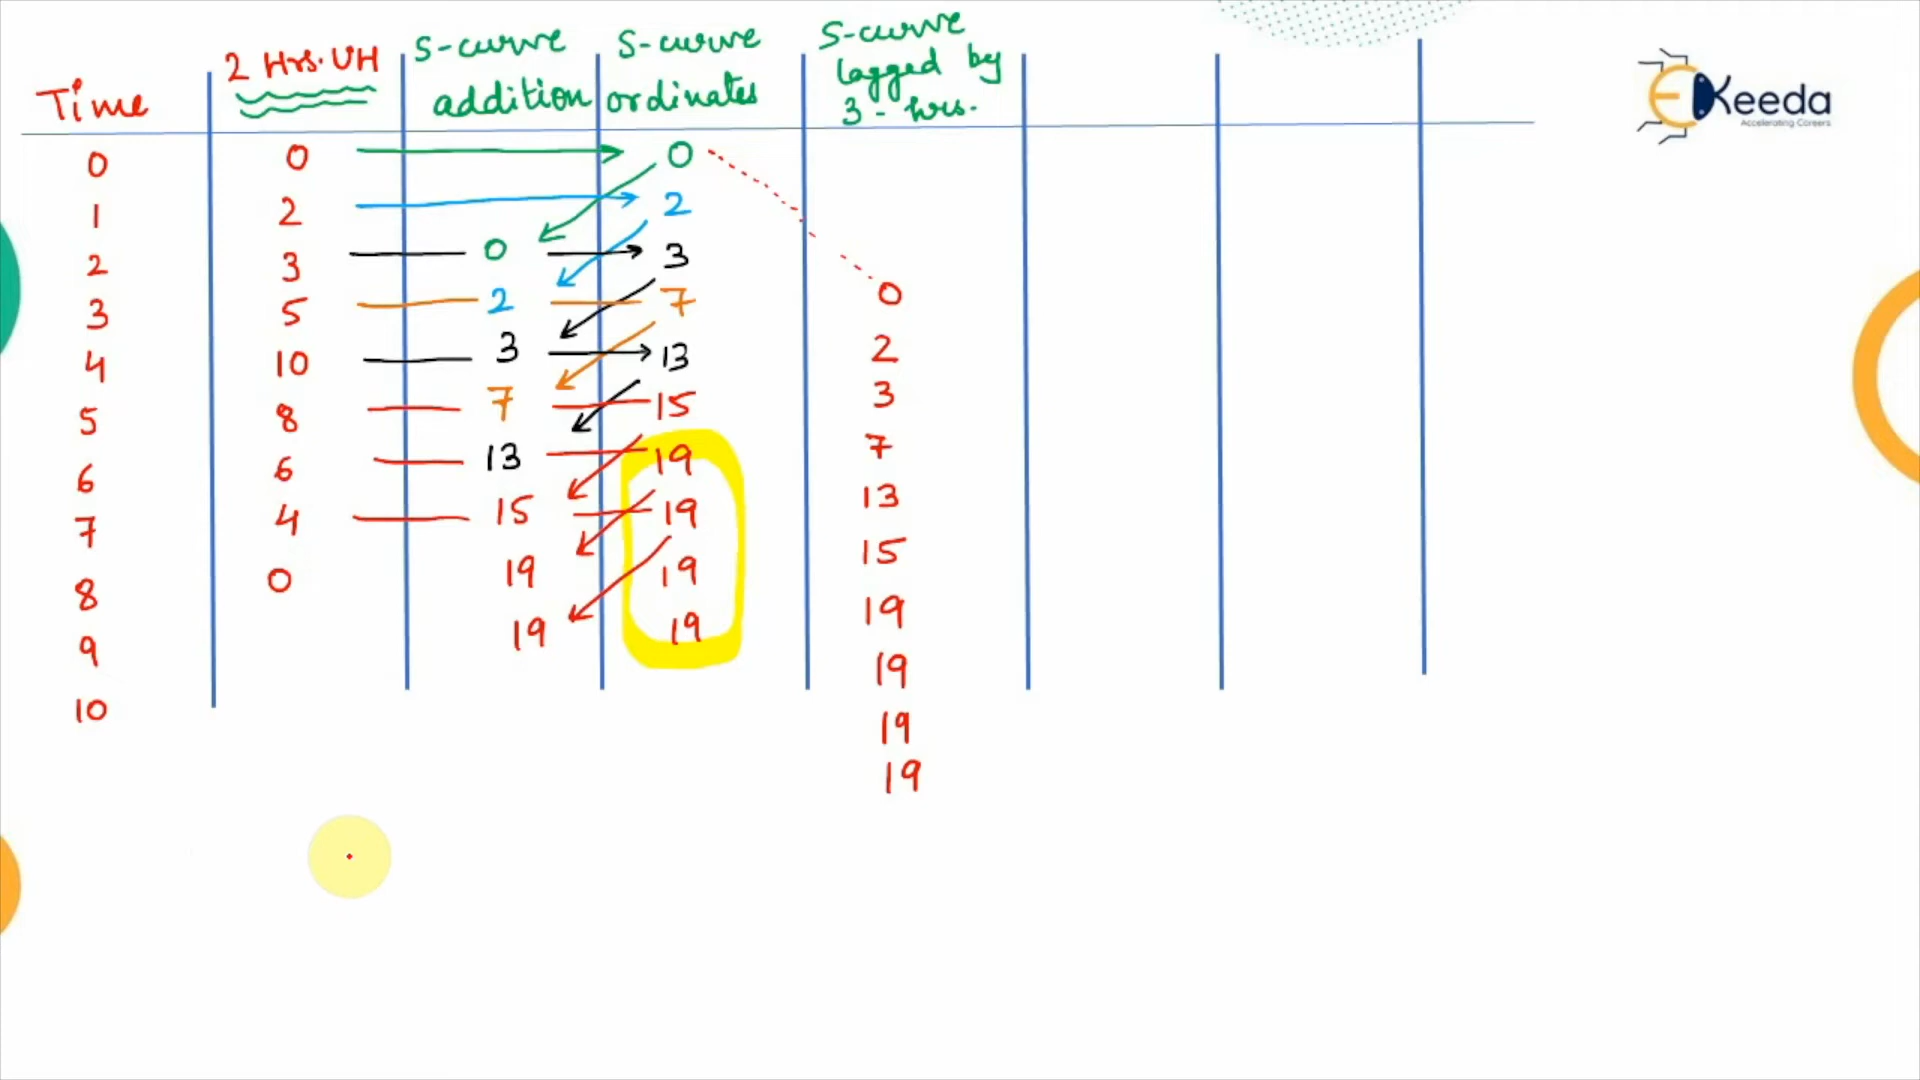 Time 2 Hrs. UH S-curve addition S-curve ordinates S-curve lagged by 3-hrs.
0 0 0
1 2 2
2 3 0 3
3 5 2 7 0
4 10 3 13 2
5 8 7 15 3
6 6 13 19 7
7 4 15 19 13
8 0 19 19 15
9 19 19 19
10 19
19
19
EKeeda
Accelerating Careers